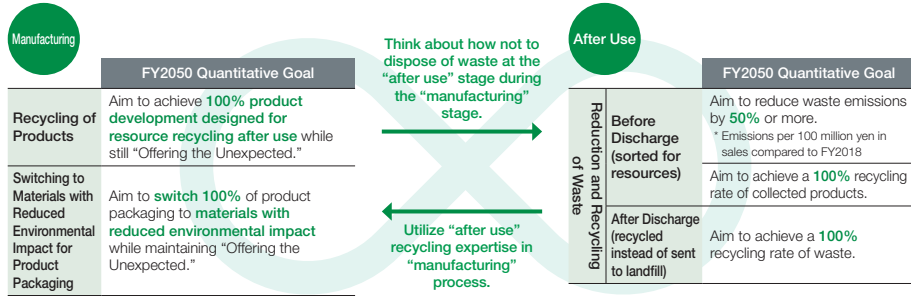 Manufacturing
FY2050 Quantitative Goal
Recycling of
Products
Aim to achieve 100% product
development designed for
resource recycling after use while
still “Offering the Unexpected.”
Switching to
Materials with
Reduced
Environmental
Impact for
Product
Packaging
Aim to switch 100% of product
packaging to materials with
reduced environmental impact
while maintaining “Offering the
Unexpected.”
Think about how not to
dispose of waste at the
“after use” stage during
the “manufacturing”
stage.
Utilize “after use”
recycling expertise in
“manufacturing”
process.
After Use
FY2050 Quantitative Goal
Reduction and Recycling
of Waste
Before
Discharge
(sorted for
resources)
Aim to reduce waste emissions
by 50% or more.
* Emissions per 100 million yen in
sales compared to FY2018
Aim to achieve a 100% recycling
rate of collected products.
After Discharge
(recycled
instead of sent
to landfill)
Aim to achieve a 100%
recycling rate of waste.